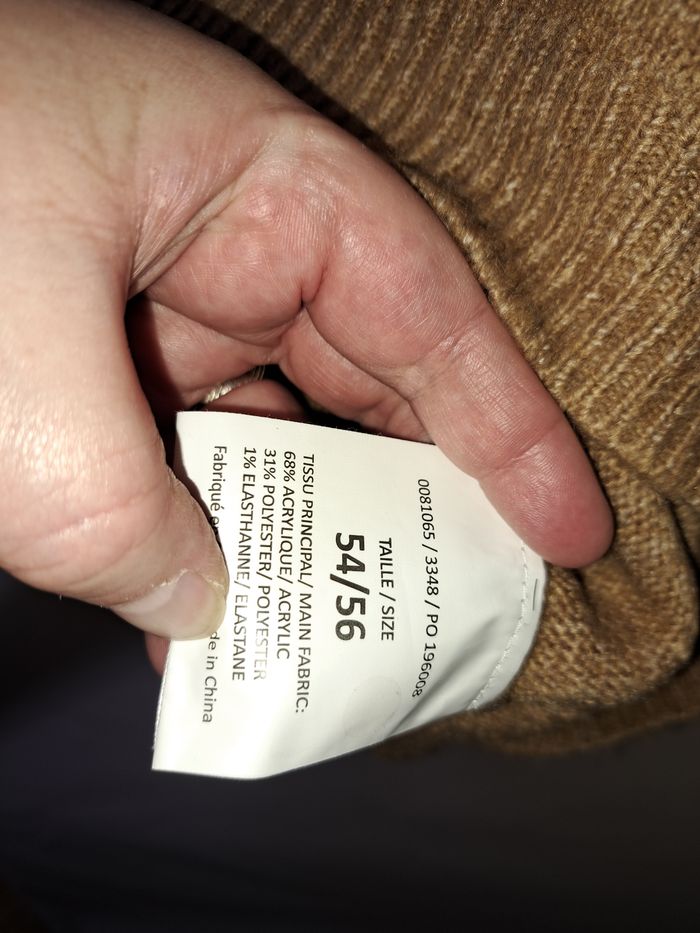 0081065 / 3348 / PO 196008
TAILLE / SIZE
54/56
TISSU PRINCIPAL/ MAIN FABRIC:
68% ACRYLIQUE/ ACRYLIC
31% POLYESTER/ POLYESTER
1% ELASTHANNE/ ELASTANE
Fabriqué in China